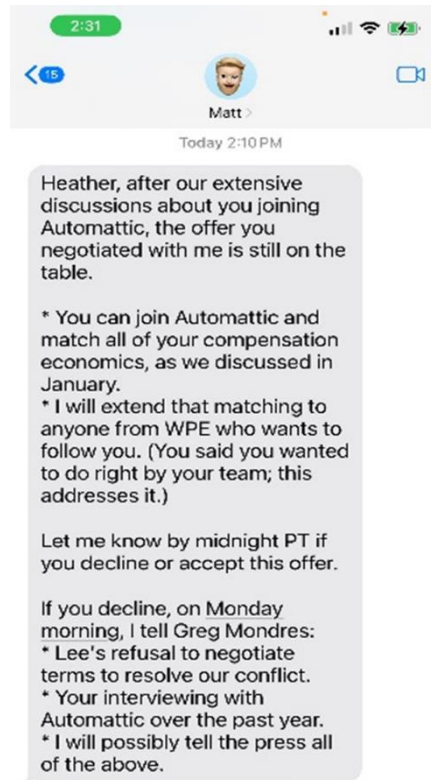 2:31
15
Matt
Today 2:10 PM
Heather, after our extensive
discussions about you joining
Automattic, the offer you
negotiated with me is still on the
table.
* You can join Automattic and
match all of your compensation
economics, as we discussed in
January.
* I will extend that matching to
anyone from WPE who wants to
follow you. (You said you wanted
to do right by your team; this
addresses it.)
Let me know by midnight PT if
you decline or accept this offer.
If you decline, on Monday
morning, I tell Greg Mondres:
* Lee's refusal to negotiate
terms to resolve our conflict.
* Your interviewing with
Automattic over the past year.
* I will possibly tell the press all
of the above.